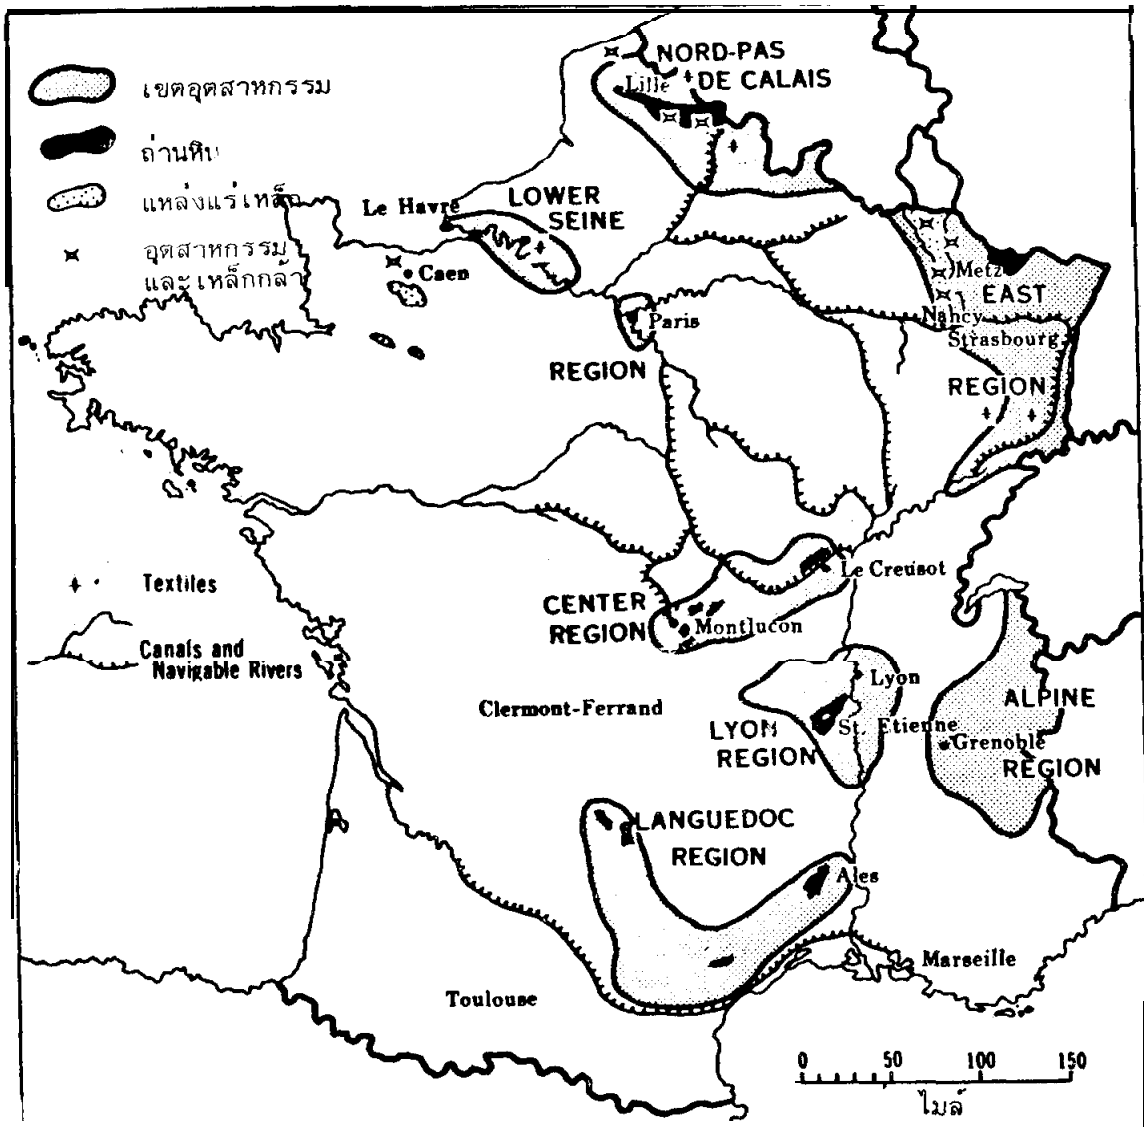 NORD-PAS
DE CALAIS
Lille
เขตอุตสาหกรรม
ถ่านหิน
แหล่งแร่เหล็ก
อุตสาหกรรม
และเหล็กกล้า
Le Havre
LOWER
SEINE
Caen
Metz
EAST
Nancy
Paris
Strasbourg
REGION
REGION
Textiles
Canals and
Navigable Rivers
Le Creusot
CENTER
REGION
Montlucon
Lyon
Clermont-Ferrand
LYON
REGION
St. Etienne
ALPINE
Grenoble
REGION
LANGUEDOC
REGION
Ales
Marseille
Toulouse
0 50 100 150
ไมล์